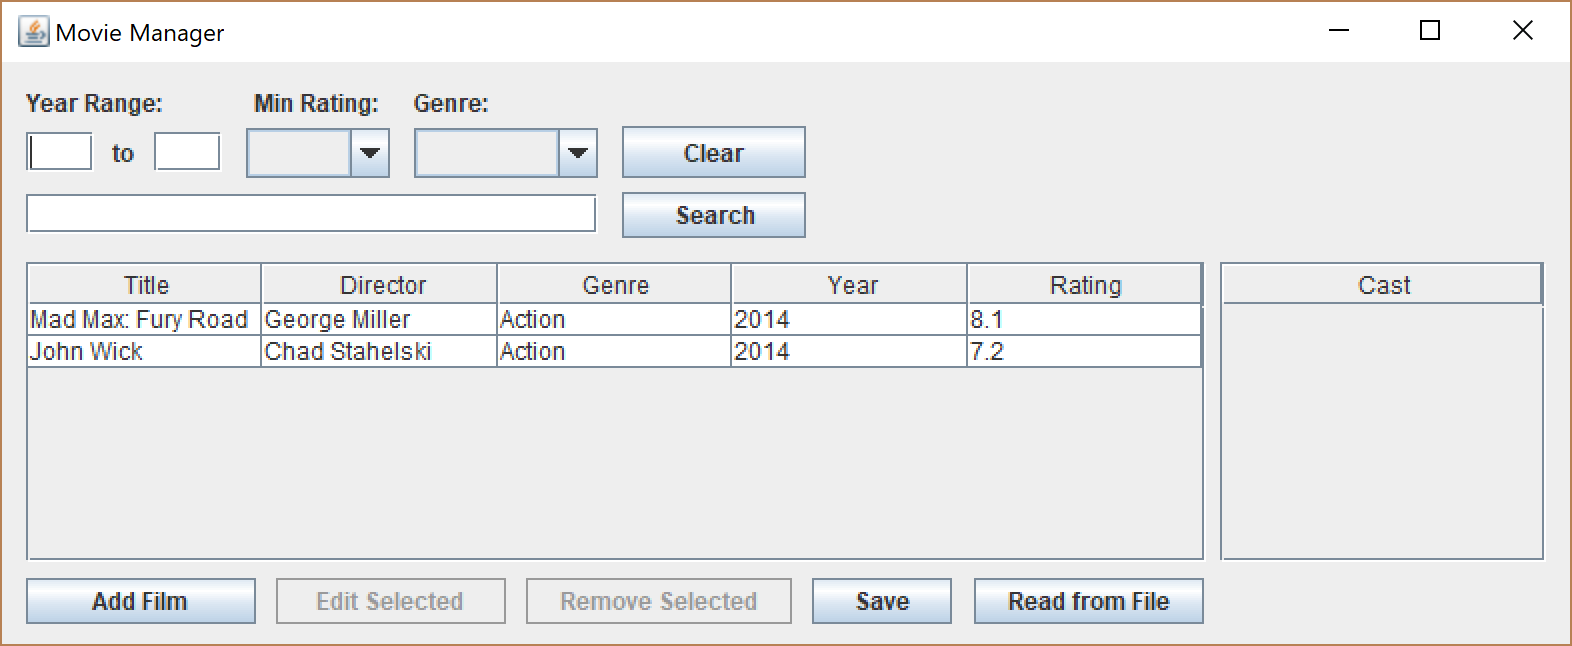 Movie Manager
Year Range: Min Rating: Genre:
to Clear
Search
Title Director Genre Year Rating Cast
Mad Max: Fury Road George Miller Action 2014 8.1
John Wick Chad Stahelski Action 2014 7.2
Add Film Edit Selected Remove Selected Save Read from File